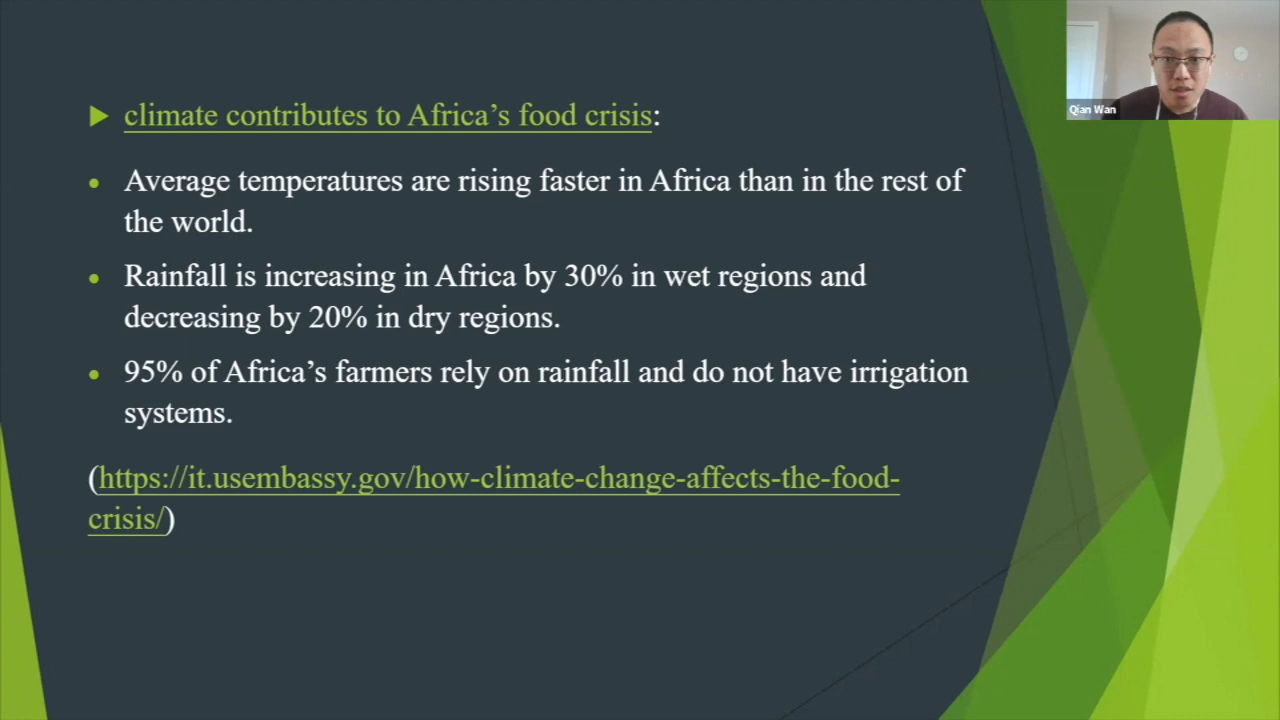 climate contributes to Africa’s food crisis:
Average temperatures are rising faster in Africa than in the rest of
the world.
Rainfall is increasing in Africa by 30% in wet regions and
decreasing by 20% in dry regions.
95% of Africa’s farmers rely on rainfall and do not have irrigation
systems.
(https://it.usembassy.gov/how-climate-change-affects-the-food-
crisis/)
Qian Wan